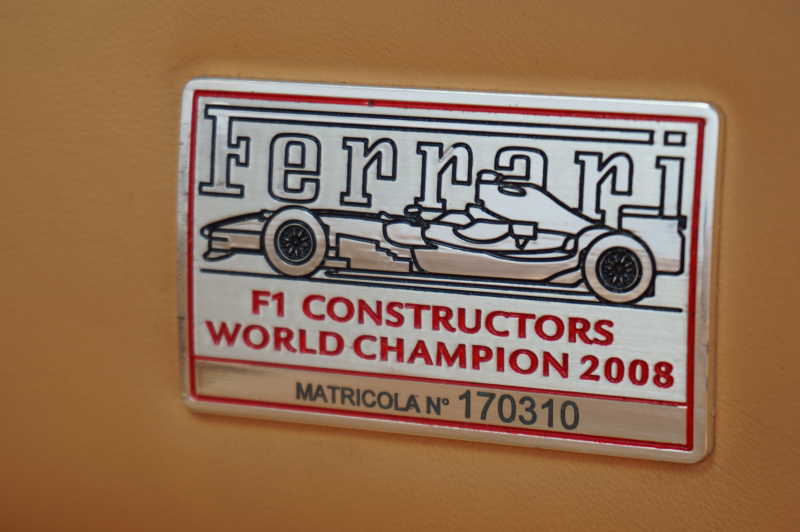 Ferrari
F1 CONSTRUCTORS
WORLD CHAMPION 2008
MATRICOLA N° 170310